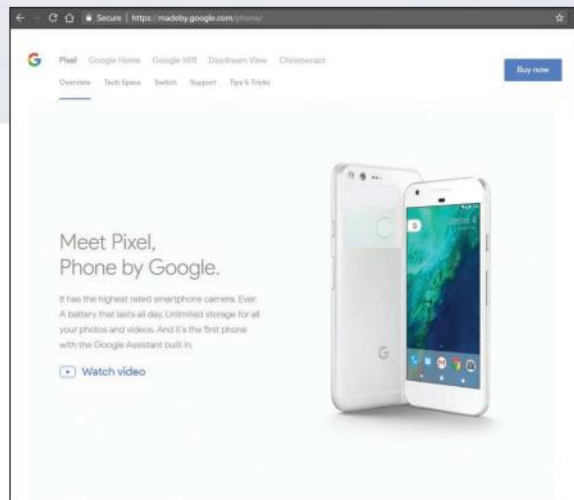 Secure | https://madeby.google.com/phone/
Pixel Google Home Google Wifi Daydream View Chromecast
Buy now
Overview Tech Specs Switch Support Tips & Tricks
Meet Pixel,
Phone by Google.
It has the highest rated smartphone camera. Ever.
A battery that lasts all day. Unlimited storage for all
your photos and videos. And it's the first phone
with the Google Assistant built in.
Watch video
G